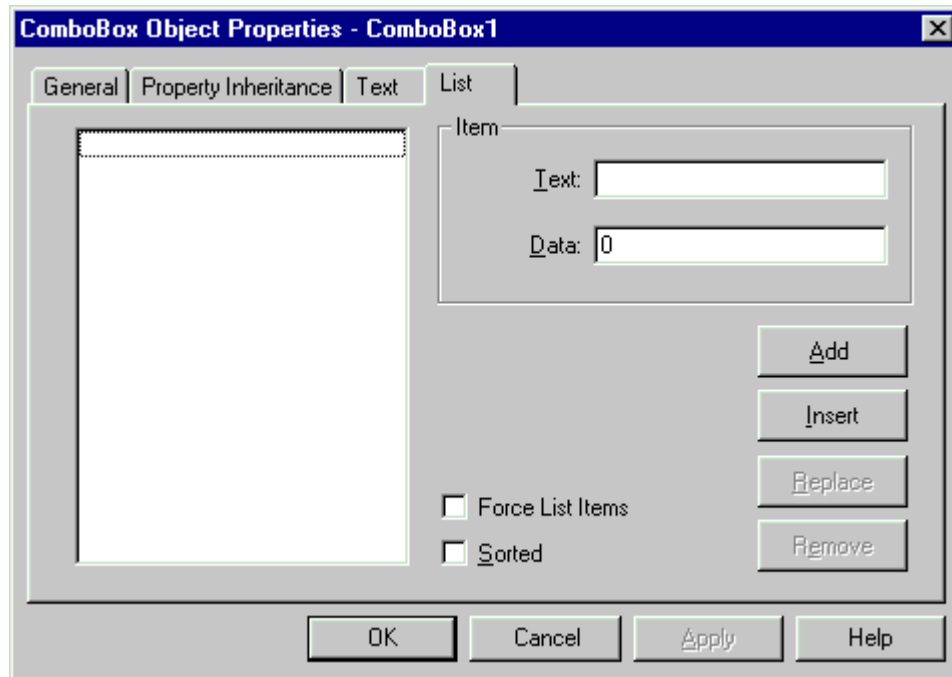 ComboBox Object Properties - ComboBox1
General Property Inheritance Text List
Item
Text:
Data: 0
Add
Insert
Replace
Remove
Force List Items
Sorted
OK Cancel Apply Help